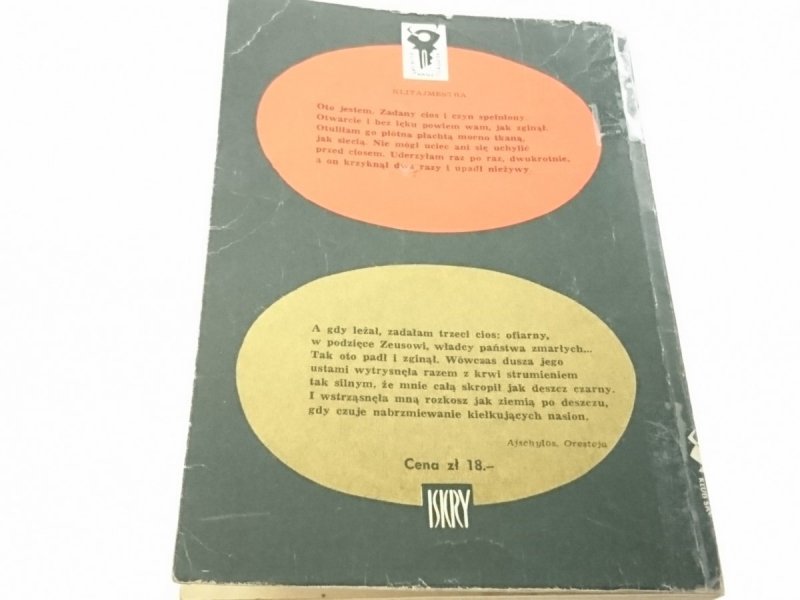 KLITAJMESTRA
Oto jestem. Zadany cios i czyn spełniony
Otwarcie i bez lęku powiem wam, jak zginął.
Otuliłam go płótna płachtą mocno tkaną,
jak siecią. Nie mógł uciec ani się uchylić
przed ciosem. Uderzyłam raz po raz, dwukrotnie,
a on krzyknął dwa razy i upadł nieżywy
A gdy leżał, zadałam trzeci cios: ofiarny,
w podzięce Zeusowi, władcy państwa zmarłych...
Tak oto padł i zginął. Wówczas dusza jego
ustami wytrysnęła razem z krwi strumieniem
tak silnym, że mnie całą skropił jak deszcz czarny.
I wstrząsnęła mną rozkosz jak ziemią po deszczu,
gdy czuje nabrzmiewanie kiełkujących nasion.
Ajschylos, Oresteja
Cena zł 18.–
ISKRY
KLUB